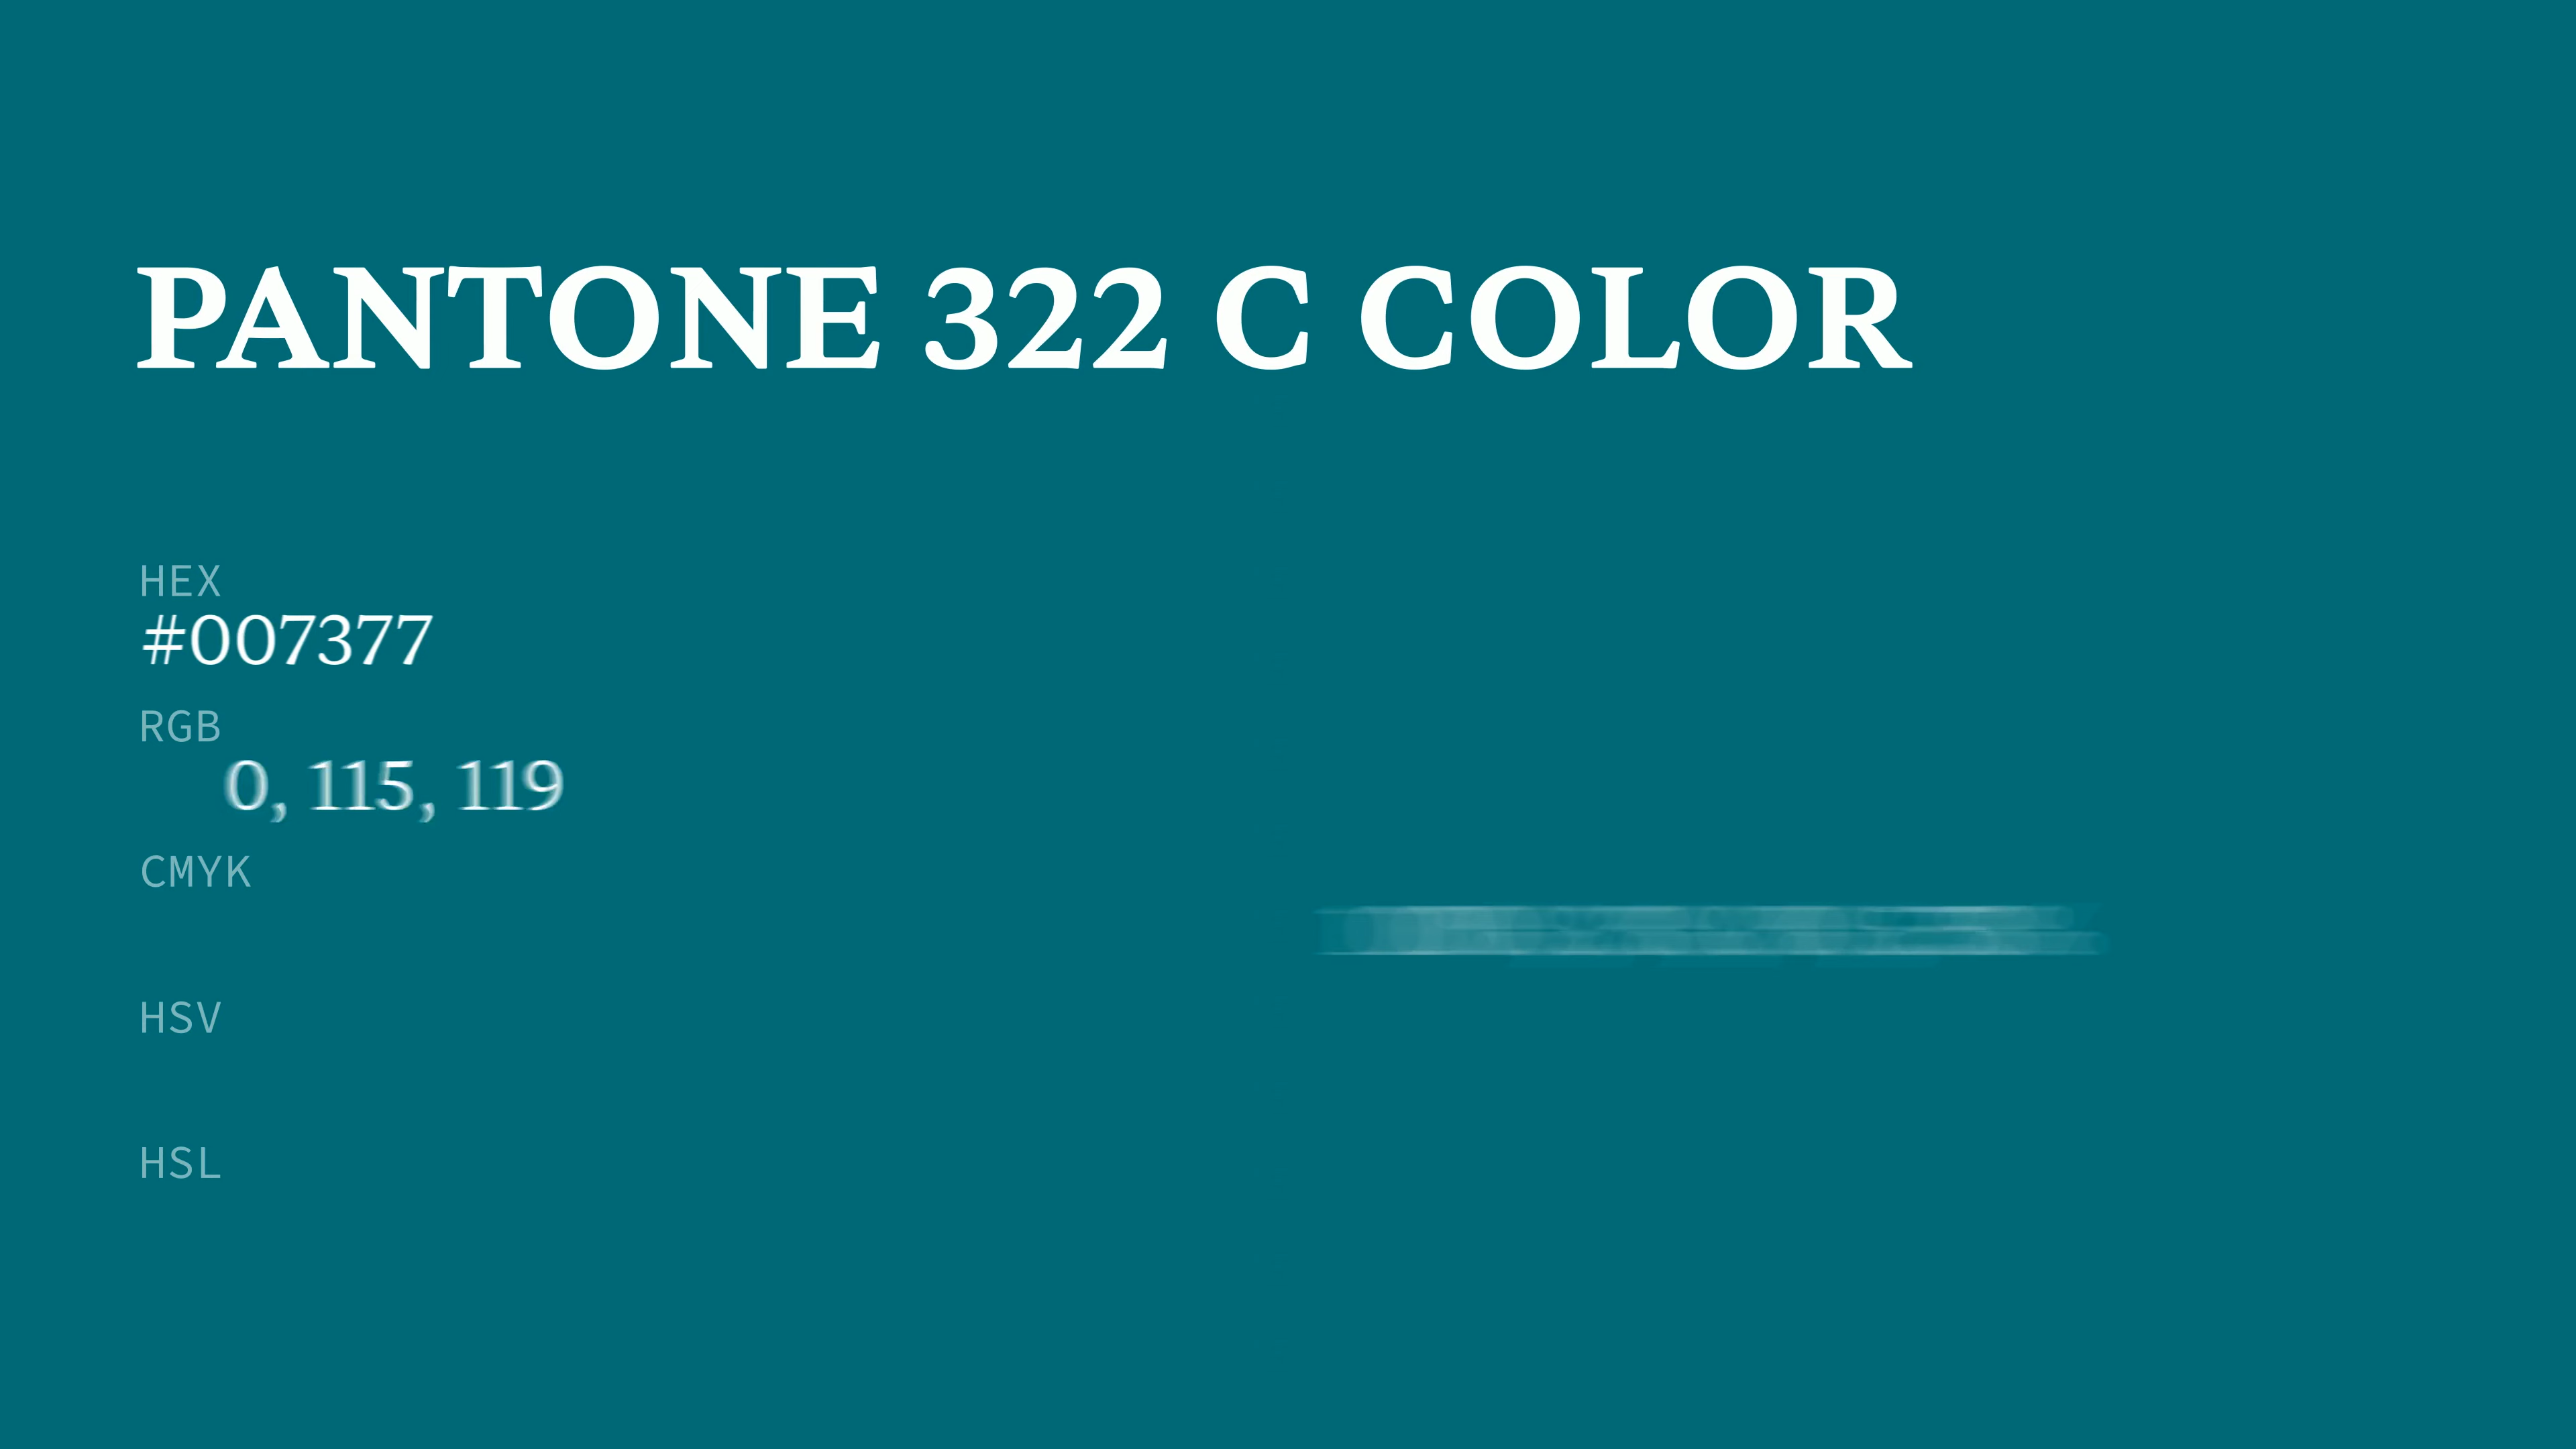 PANTONE 322 C COLOR
HEX
#007377
RGB
0, 115, 119
CMYK
HSV
HSL